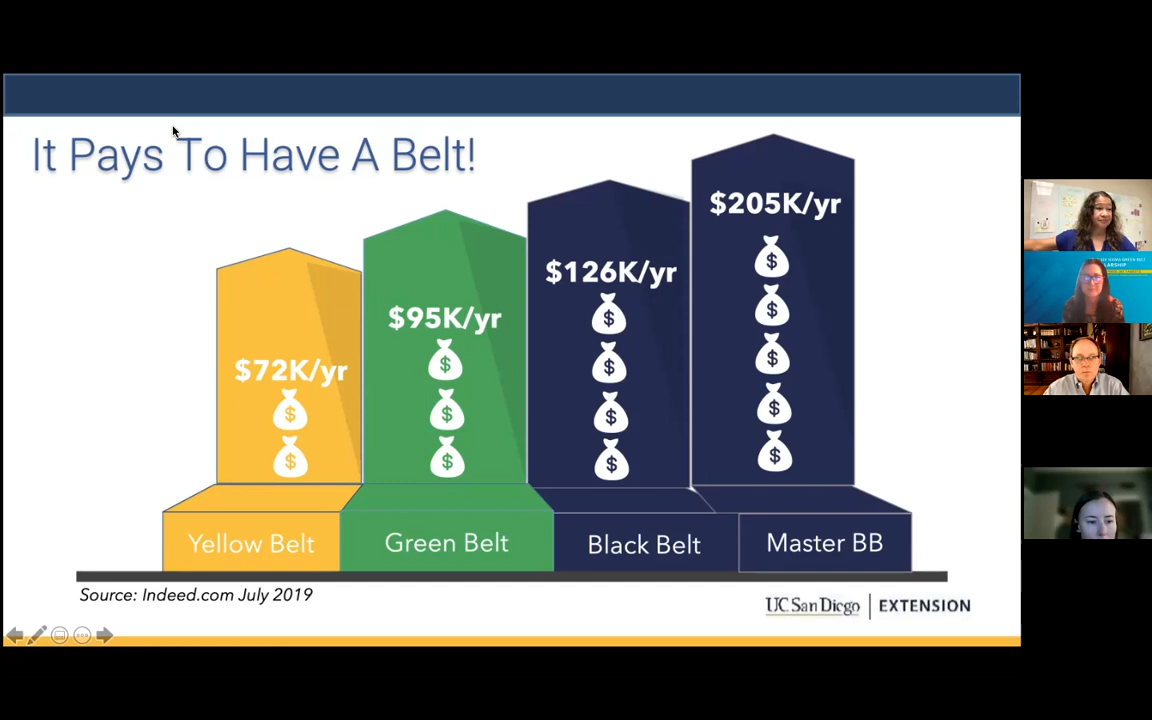 It Pays To Have A Belt!
$72K/yr
$95K/yr
$126K/yr
$205K/yr
Yellow Belt
Green Belt
Black Belt
Master BB
Source: Indeed.com July 2019
UC San Diego | EXTENSION